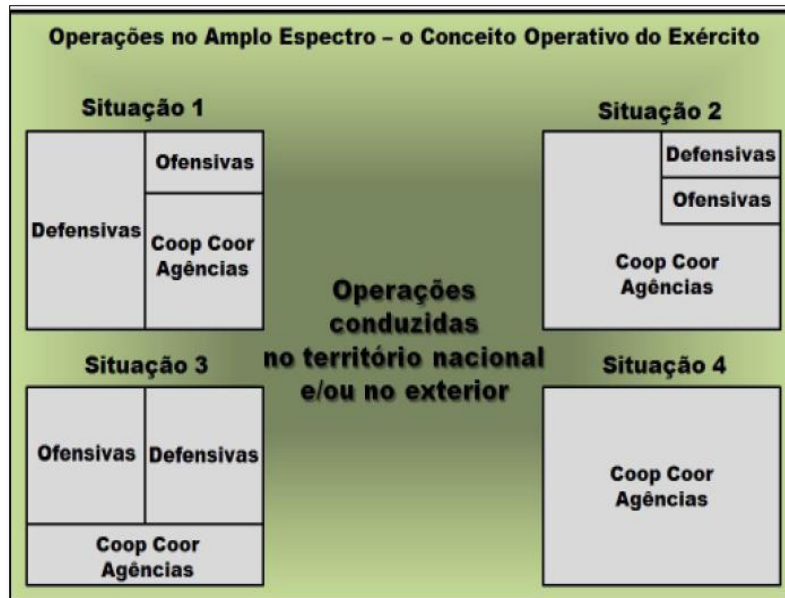 Operações no Amplo Espectro – o Conceito Operativo do Exército
Situação 1
Defensivas
Ofensivas
Coop Coor
Agências
Situação 2
Defensivas
Ofensivas
Coop Coor
Agências
Operações
conduzidas
no território nacional
e/ou no exterior
Situação 3
Ofensivas
Defensivas
Coop Coor
Agências
Situação 4
Coop Coor
Agências